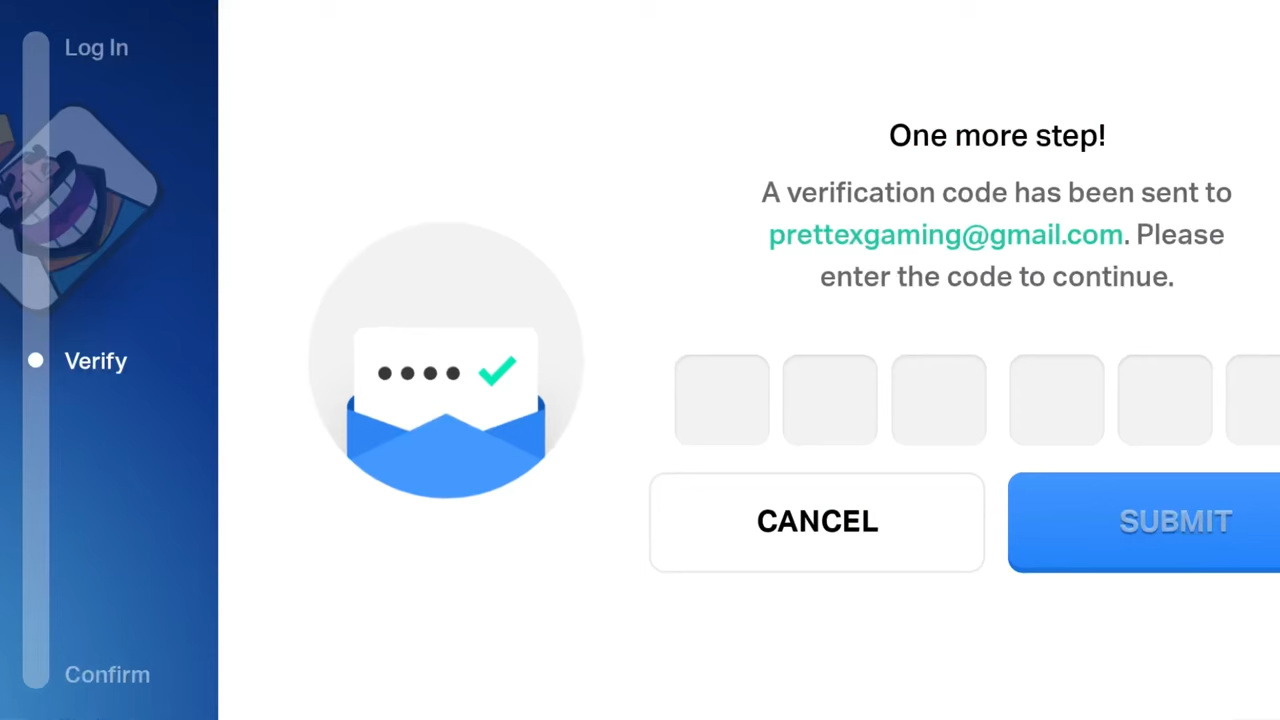 Log In
One more step!
A verification code has been sent to
prettexgaming@gmail.com. Please
enter the code to continue.
Verify
CANCEL
SUBMIT
Confirm